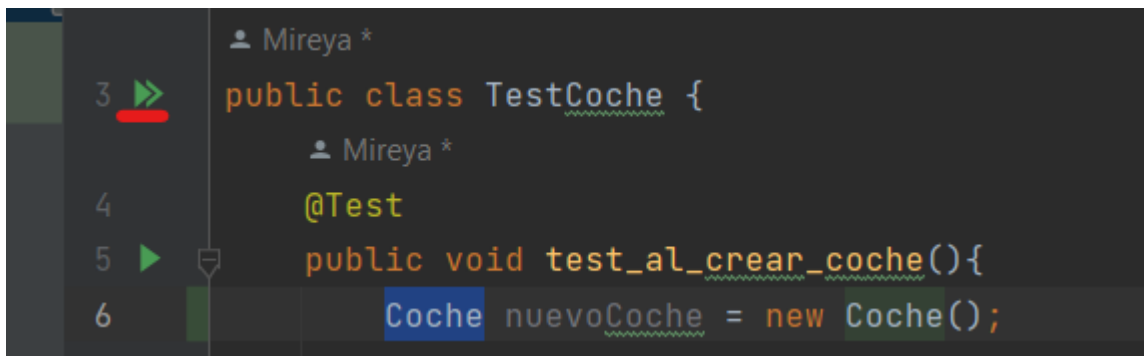 Mireya *
3 public class TestCoche {
Mireya *
4 @Test
5 public void test_al_crear_coche(){
6 Coche nuevoCoche = new Coche();